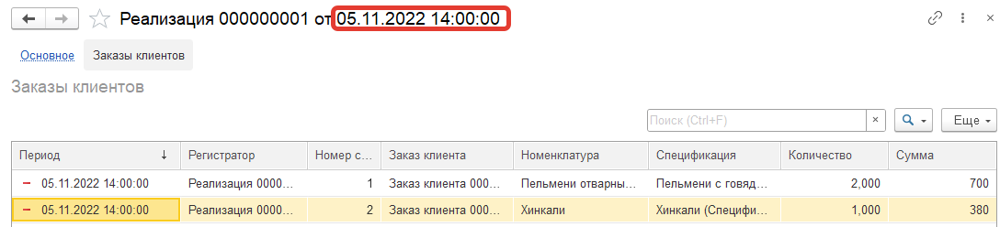 Реализация 000000001 от 05.11.2022 14:00:00
Основное Заказы клиентов
Заказы клиентов
Поиск (Ctrl+F) × Еще
Период ↓ Регистратор Номер с... Заказ клиента Номенклатура Спецификация Количество Сумма
05.11.2022 14:00:00 Реализация 0000... 1 Заказ клиента 000... Пельмени отварны... Пельмени с говяд... 2,000 700
05.11.2022 14:00:00 Реализация 0000... 2 Заказ клиента 000... Хинкали Хинкали (Специфи... 1,000 380